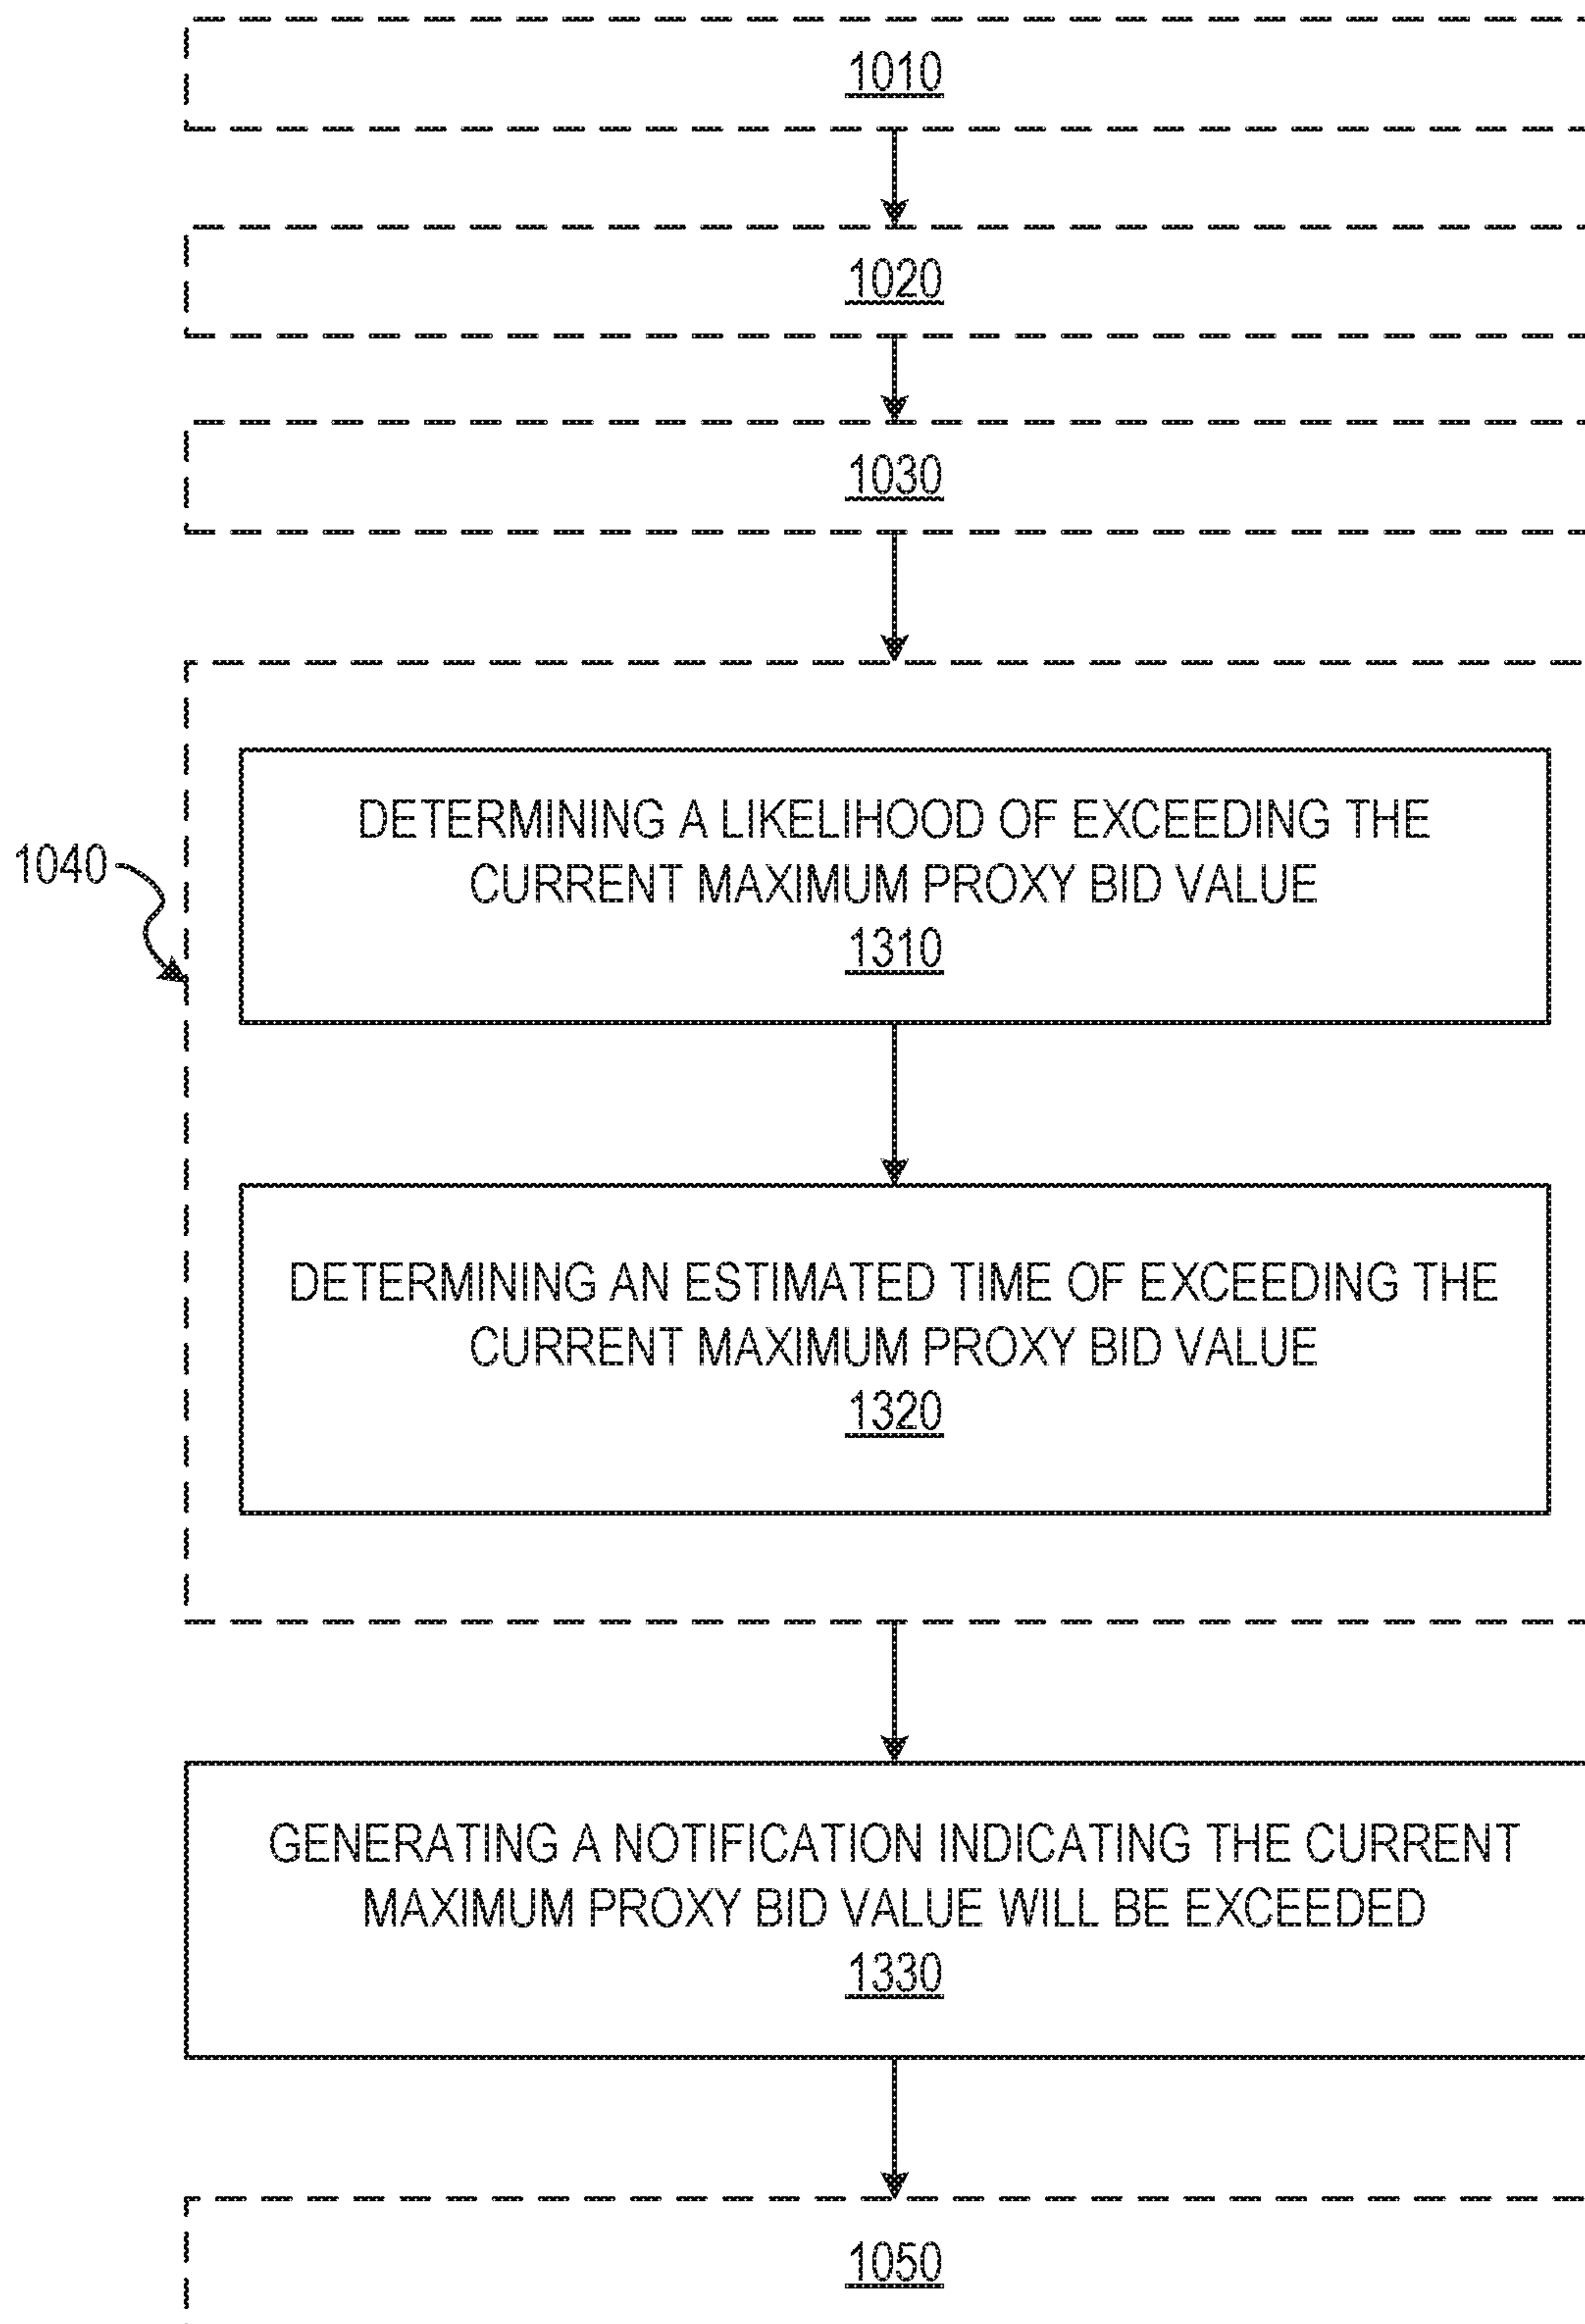 1010
1020
1030
1040
DETERMINING A LIKELIHOOD OF EXCEEDING THE
CURRENT MAXIMUM PROXY BID VALUE
1310
DETERMINING AN ESTIMATED TIME OF EXCEEDING THE
CURRENT MAXIMUM PROXY BID VALUE
1320
GENERATING A NOTIFICATION INDICATING THE CURRENT
MAXIMUM PROXY BID VALUE WILL BE EXCEEDED
1330
1050